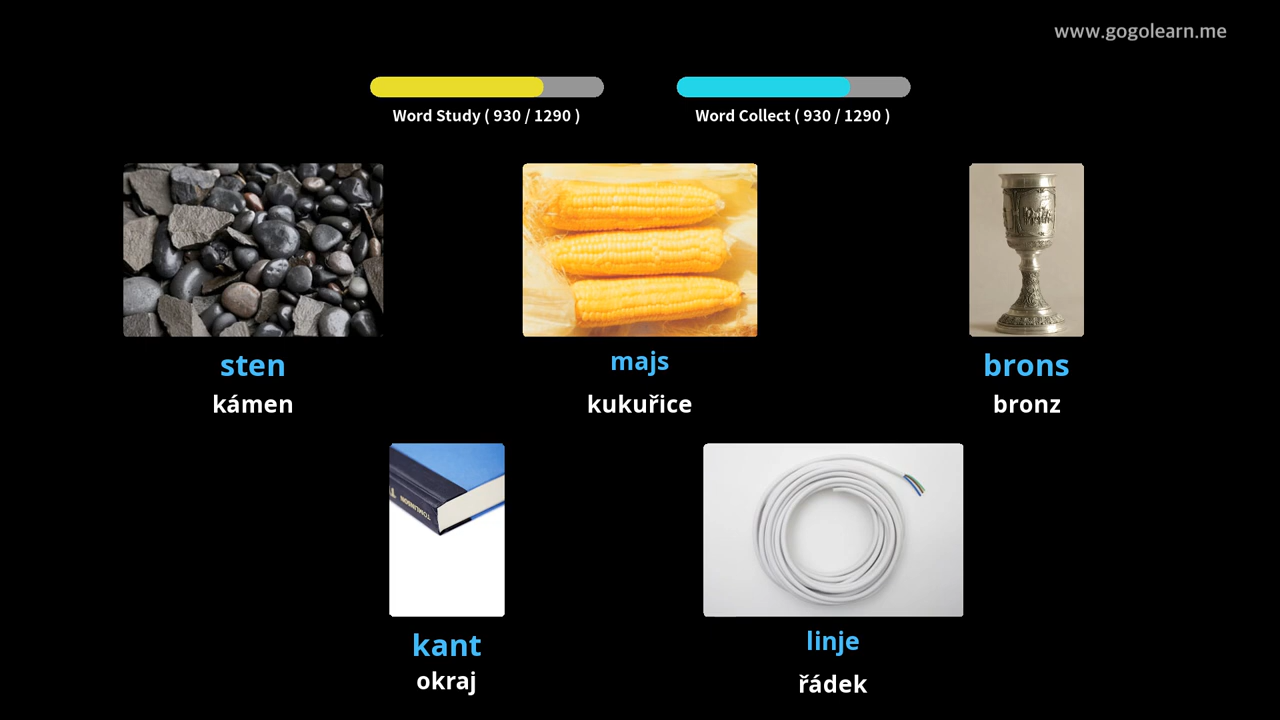 www.gogolearn.me
Word Study ( 930 / 1290 )
Word Collect ( 930 / 1290 )
sten
kámen
majs
kukuřice
brons
bronz
TOMLINSON
kant
okraj
linje
řádek